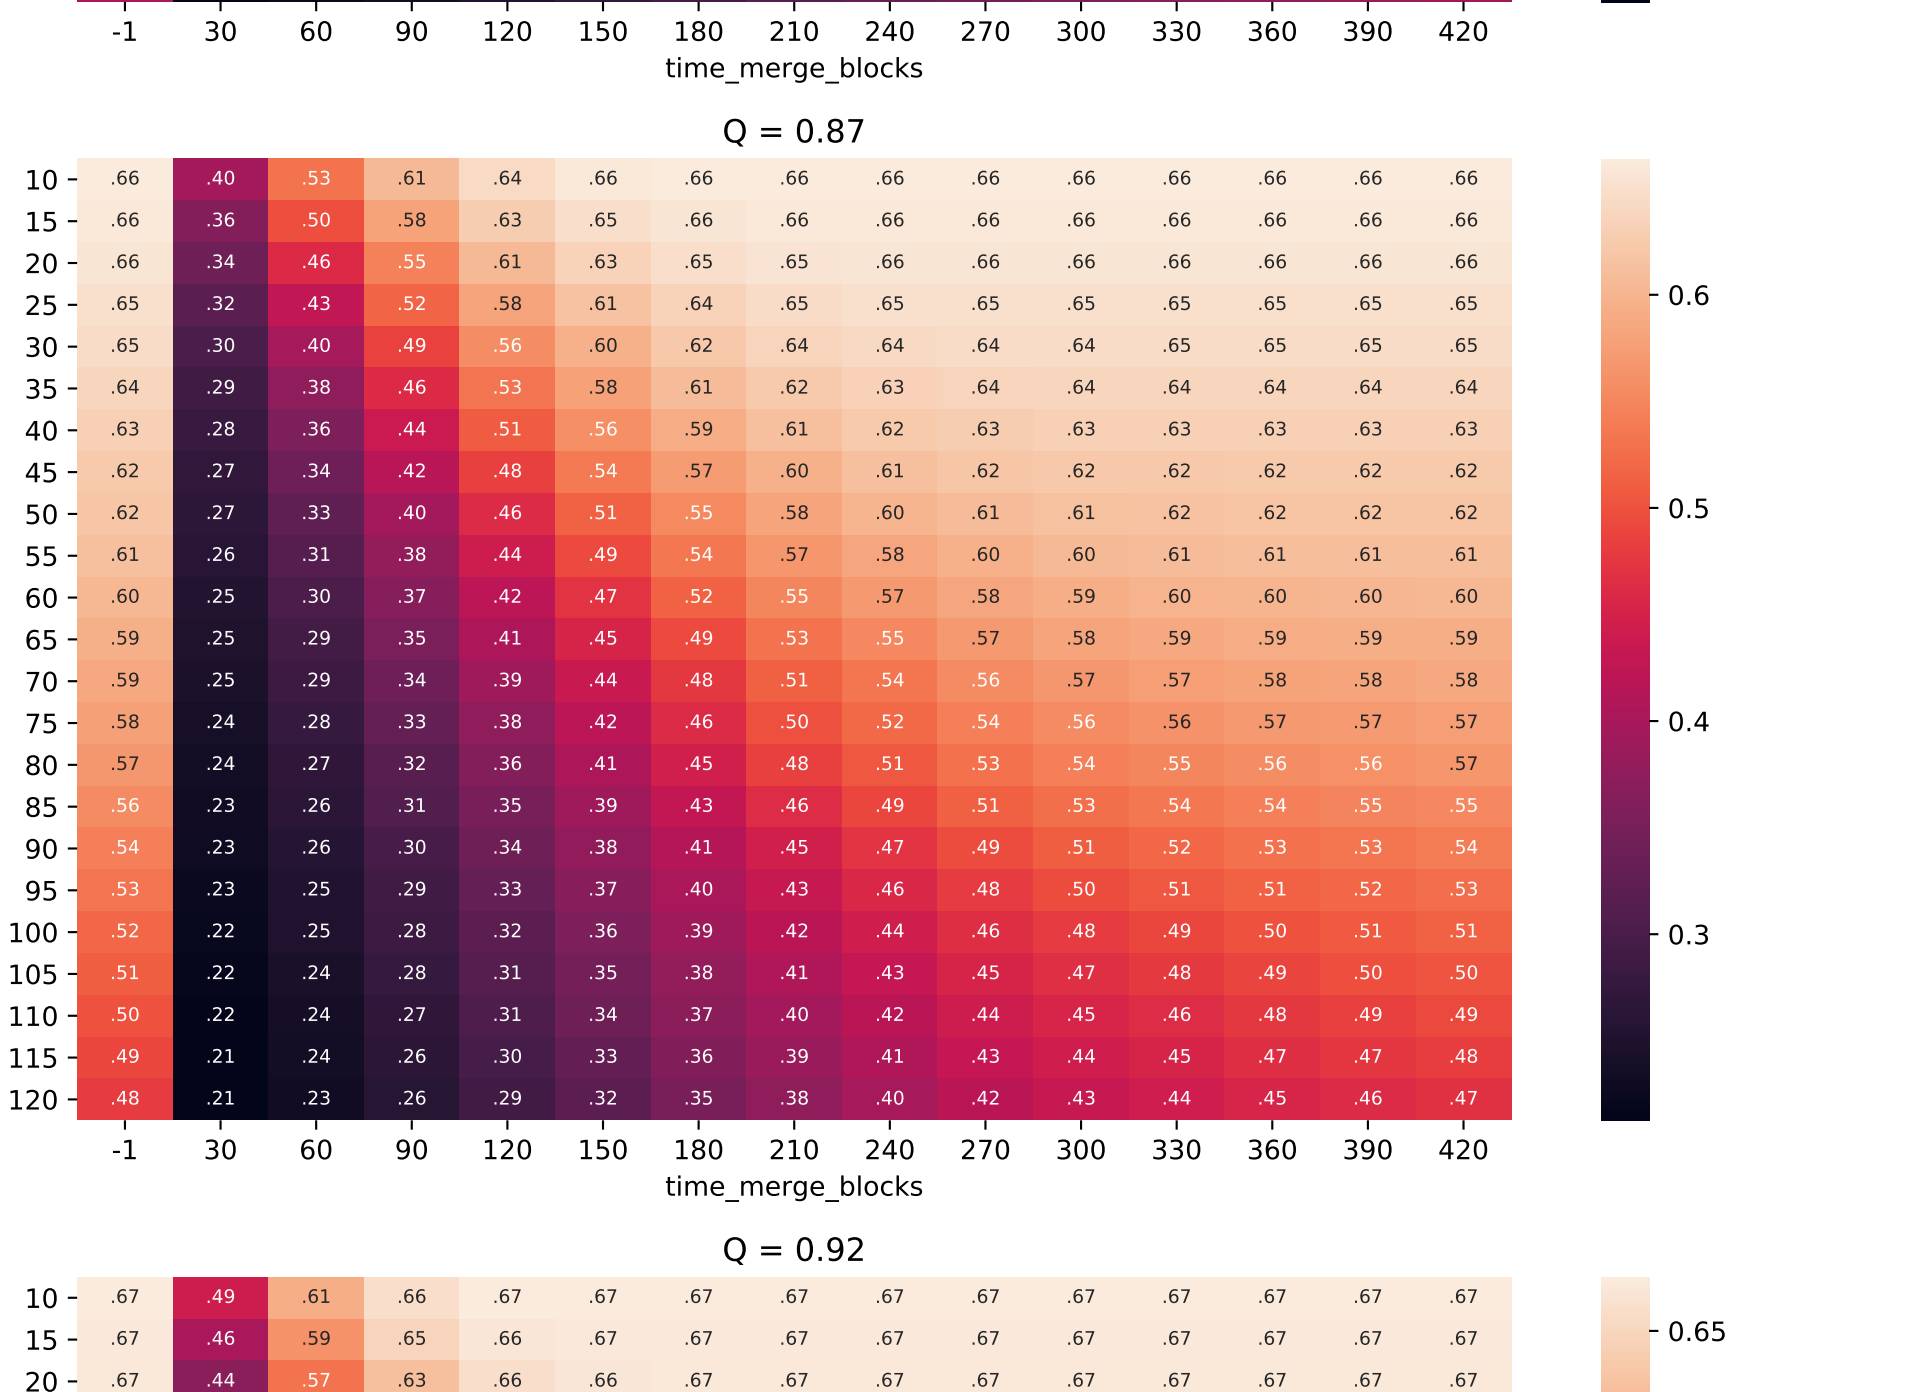 -1 30 60 90 120 150 180 210 240 270 300 330 360 390 420
time_merge_blocks
Q = 0.87
10 .66 .40 .53 .61 .64 .66 .66 .66 .66 .66 .66 .66 .66 .66 .66
15 .66 .36 .50 .58 .63 .65 .66 .66 .66 .66 .66 .66 .66 .66 .66
20 .66 .34 .46 .55 .61 .63 .65 .65 .66 .66 .66 .66 .66 .66 .66
25 .65 .32 .43 .52 .58 .61 .64 .65 .65 .65 .65 .65 .65 .65 .65 0.6
30 .65 .30 .40 .49 .56 .60 .62 .64 .64 .64 .64 .65 .65 .65 .65
35 .64 .29 .38 .46 .53 .58 .61 .62 .63 .64 .64 .64 .64 .64 .64
40 .63 .28 .36 .44 .51 .56 .59 .61 .62 .63 .63 .63 .63 .63 .63
45 .62 .27 .34 .42 .48 .54 .57 .60 .61 .62 .62 .62 .62 .62 .62
50 .62 .27 .33 .40 .46 .51 .55 .58 .60 .61 .61 .62 .62 .62 .62 0.5
55 .61 .26 .31 .38 .44 .49 .54 .57 .58 .60 .60 .61 .61 .61 .61
60 .60 .25 .30 .37 .42 .47 .52 .55 .57 .58 .59 .60 .60 .60 .60
65 .59 .25 .29 .35 .41 .45 .49 .53 .55 .57 .58 .59 .59 .59 .59
70 .59 .25 .29 .34 .39 .44 .48 .51 .54 .56 .57 .57 .58 .58 .58
75 .58 .24 .28 .33 .38 .42 .46 .50 .52 .54 .56 .56 .57 .57 .57 0.4
80 .57 .24 .27 .32 .36 .41 .45 .48 .51 .53 .54 .55 .56 .56 .57
85 .56 .23 .26 .31 .35 .39 .43 .46 .49 .51 .53 .54 .54 .55 .55
90 .54 .23 .26 .30 .34 .38 .41 .45 .47 .49 .51 .52 .53 .53 .54
95 .53 .23 .25 .29 .33 .37 .40 .43 .46 .48 .50 .51 .51 .52 .53
100 .52 .22 .25 .28 .32 .36 .39 .42 .44 .46 .48 .49 .50 .51 .51 0.3
105 .51 .22 .24 .28 .31 .35 .38 .41 .43 .45 .47 .48 .49 .50 .50
110 .50 .22 .24 .27 .31 .34 .37 .40 .42 .44 .45 .46 .48 .49 .49
115 .49 .21 .24 .26 .30 .33 .36 .39 .41 .43 .44 .45 .47 .47 .48
120 .48 .21 .23 .26 .29 .32 .35 .38 .40 .42 .43 .44 .45 .46 .47
-1 30 60 90 120 150 180 210 240 270 300 330 360 390 420
time_merge_blocks
Q = 0.92
10 .67 .49 .61 .66 .67 .67 .67 .67 .67 .67 .67 .67 .67 .67 .67
15 .67 .46 .59 .65 .66 .67 .67 .67 .67 .67 .67 .67 .67 .67 .67 0.65
20 .67 .44 .57 .63 .66 .66 .67 .67 .67 .67 .67 .67 .67 .67 .67